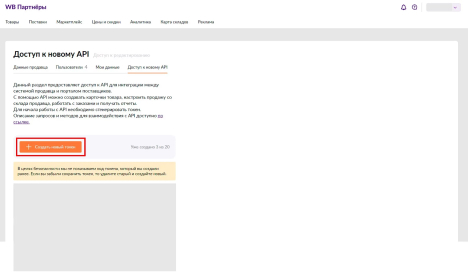 WB Партнёры
Товары Поставки Маркетплейс Цены и скидки Аналитика Карта складов Реклама
Доступ к новому API
Данные продавца Пользователи Мои данные Доступ к новому API
Данный раздел предоставляет доступ к API для интеграции между
системой продавца и порталом поставщиков.
С помощью API можно создавать карточки товара, настроить продажу со
склада продавца, работать с заказами и получать отчеты.
Для начала работы с API необходимо сгенерировать токен.
Описание запросов и методов для взаимодействия с API доступно по
ссылке.
+ Создать новый токен
В целях безопасности мы не показываем код токена, который вы создали
ранее. Если вы забыли сохранить токен, то удалите старый и создайте новый.